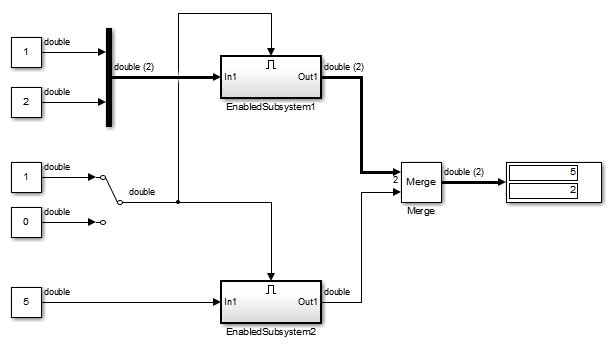 1
double
double (2)
double (2)
In1
Out1
EnabledSubsystem1
2
double
1
double
double
0
double
2
Merge
double (2)
5
2
Merge
5
double
In1
Out1
double
EnabledSubsystem2